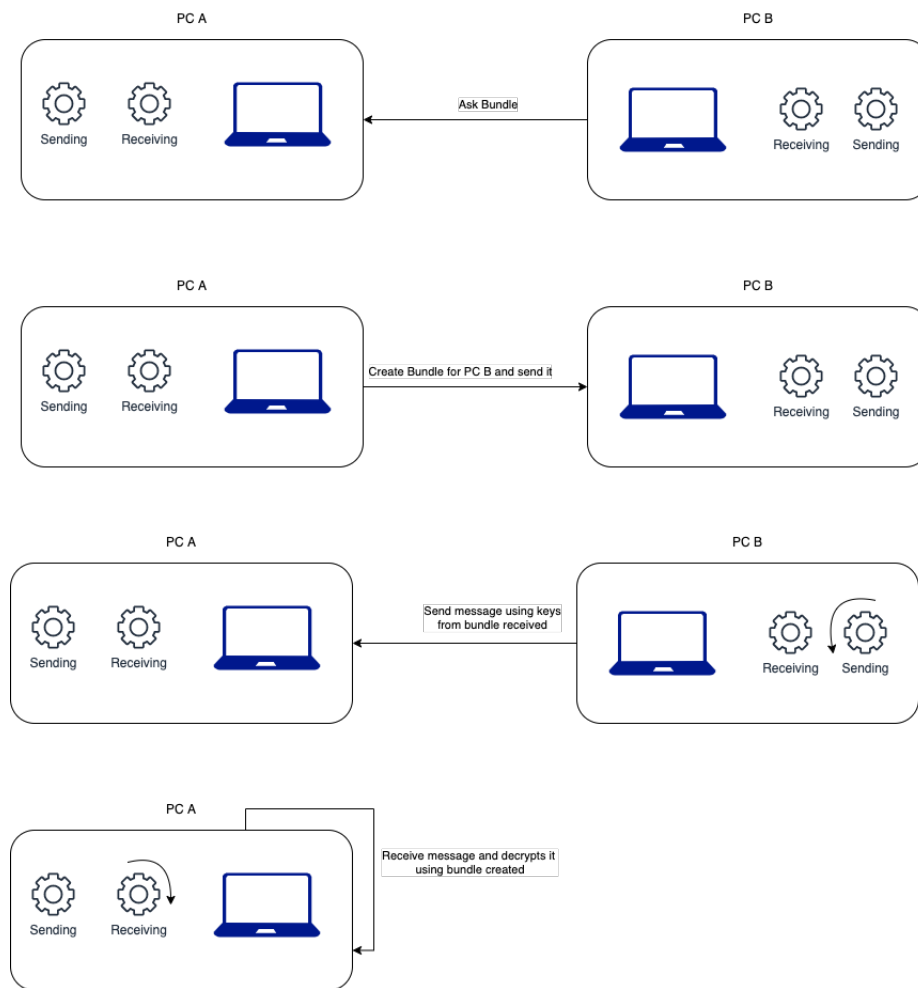 PC A
PC B
Ask Bundle
Sending
Receiving
Receiving
Sending
PC A
PC B
Create Bundle for PC B and send it
Sending
Receiving
Receiving
Sending
PC A
PC B
Send message using keys
from bundle received
Sending
Receiving
Receiving
Sending
PC A
Receive message and decrypts it
using bundle created
Sending
Receiving